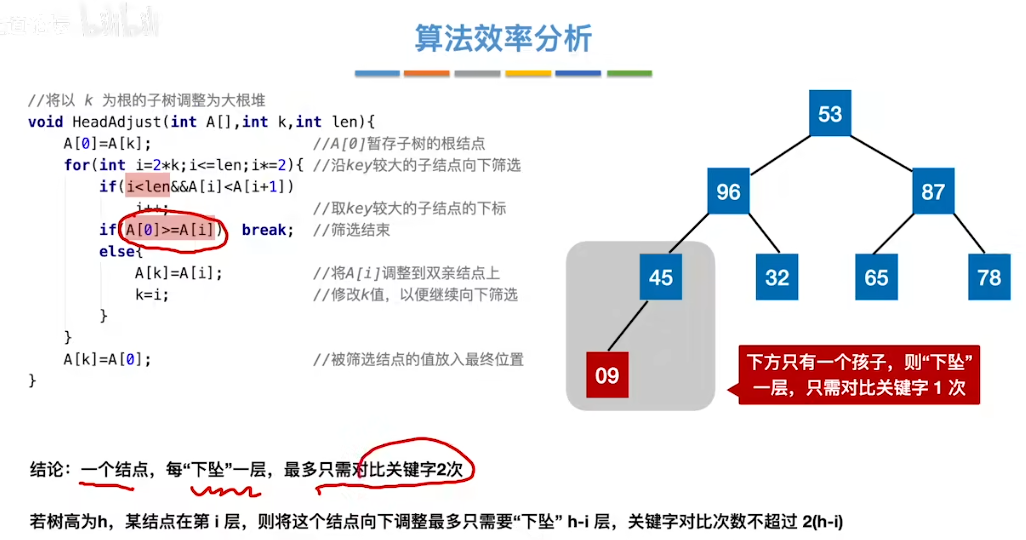 算法效率分析
//将以 k 为根的子树调整为大根堆
void HeadAdjust(int A[],int k,int len){
A[0]=A[k]; //A[0]暂存子树的根结点
for(int i=2*k;i<=len;i*=2){ //沿key较大的子结点向下筛选
if(i<len&&A[i]<A[i+1])
i++; //取key较大的子结点的下标
if(A[0]>=A[i]) break; //筛选结束
else{
A[k]=A[i]; //将A[i]调整到双亲结点上
k=i; //修改k值，以便继续向下筛选
}
}
A[k]=A[0]; //被筛选结点的值放入最终位置
}
53
96 87
45 32 65 78
09
下方只有一个孩子，则“下坠”
一层，只需对比关键字 1 次
结论：一个结点，每“下坠”一层，最多只需对比关键字2次
若树高为h，某结点在第 i 层，则将这个结点向下调整最多只需要“下坠” h-i 层，关键字对比次数不超过 2(h-i)